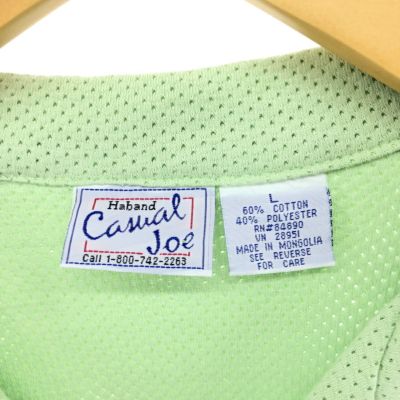 Haband
Casual
Joe
Call 1-800-742-2263
L
60% COTTON
40% POLYESTER
RN#84690
VN 28951
MADE IN MONGOLIA
SEE REVERSE
FOR CARE